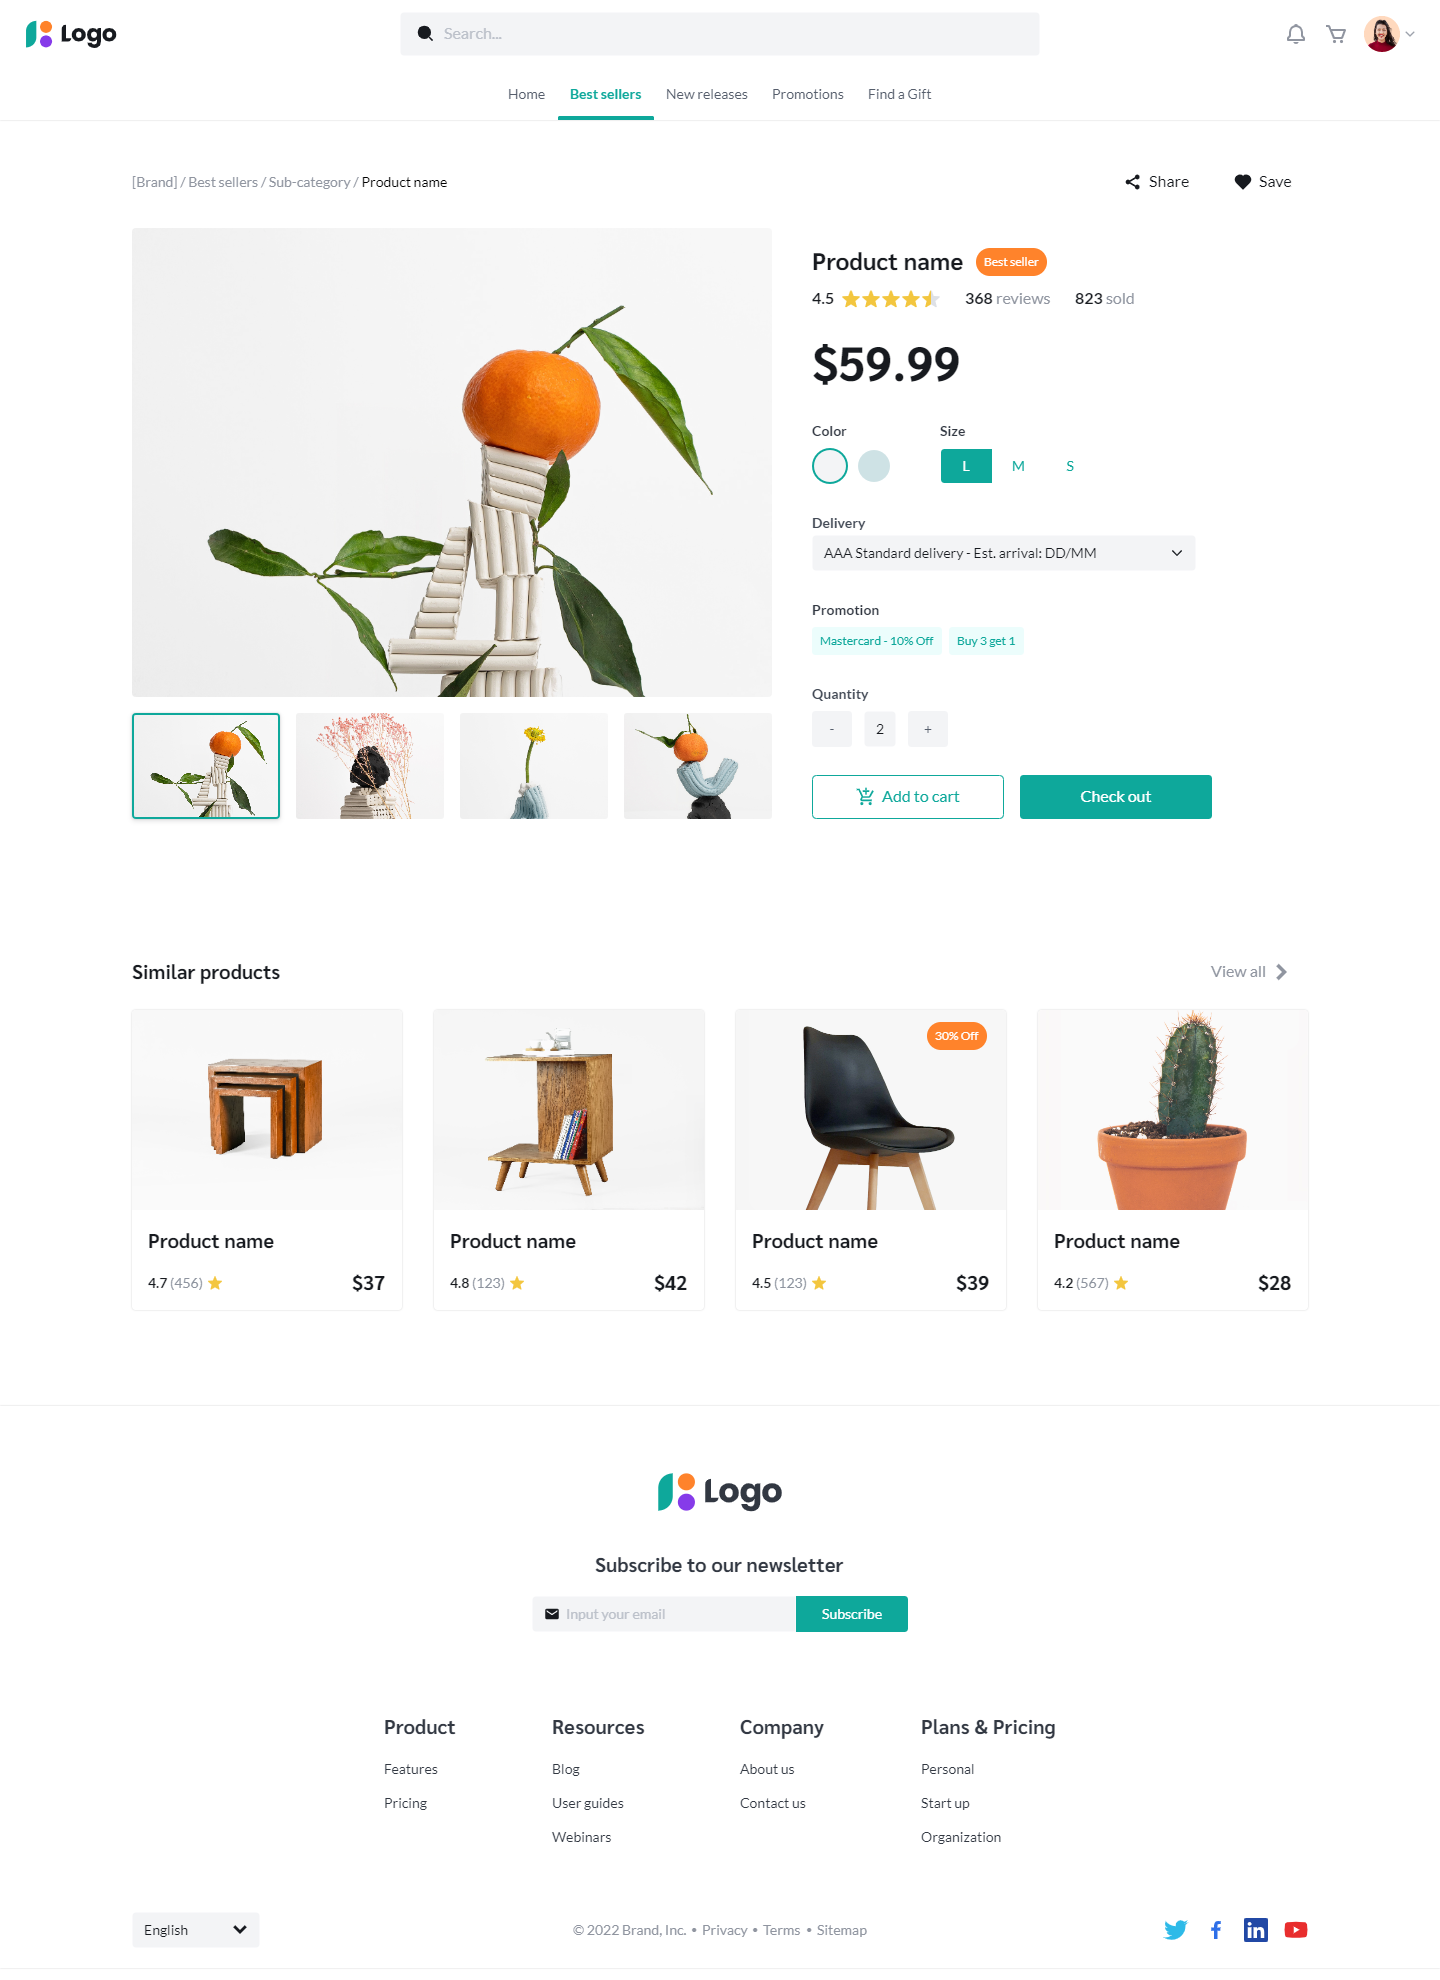 Logo
Search...
Home
Best sellers
New releases
Promotions
Find a Gift
[Brand] / Best sellers / Sub-category / Product name
Share
Save
Product name
Best seller
4.5
368 reviews
823 sold
$59.99
Color
Size
L
M
S
Delivery
AAA Standard delivery - Est. arrival: DD/MM
Promotion
Mastercard - 10% Off
Buy 3 get 1
Quantity
-
2
+
Add to cart
Check out
Similar products
View all
30% Off
Product name
4.7 (456)
$37
Product name
4.8 (123)
$42
Product name
4.5 (123)
$39
Product name
4.2 (567)
$28
Logo
Subscribe to our newsletter
Input your email
Subscribe
Product
Features
Pricing
Resources
Blog
User guides
Webinars
Company
About us
Contact us
Plans & Pricing
Personal
Start up
Organization
English
© 2022 Brand, Inc. • Privacy • Terms • Sitemap